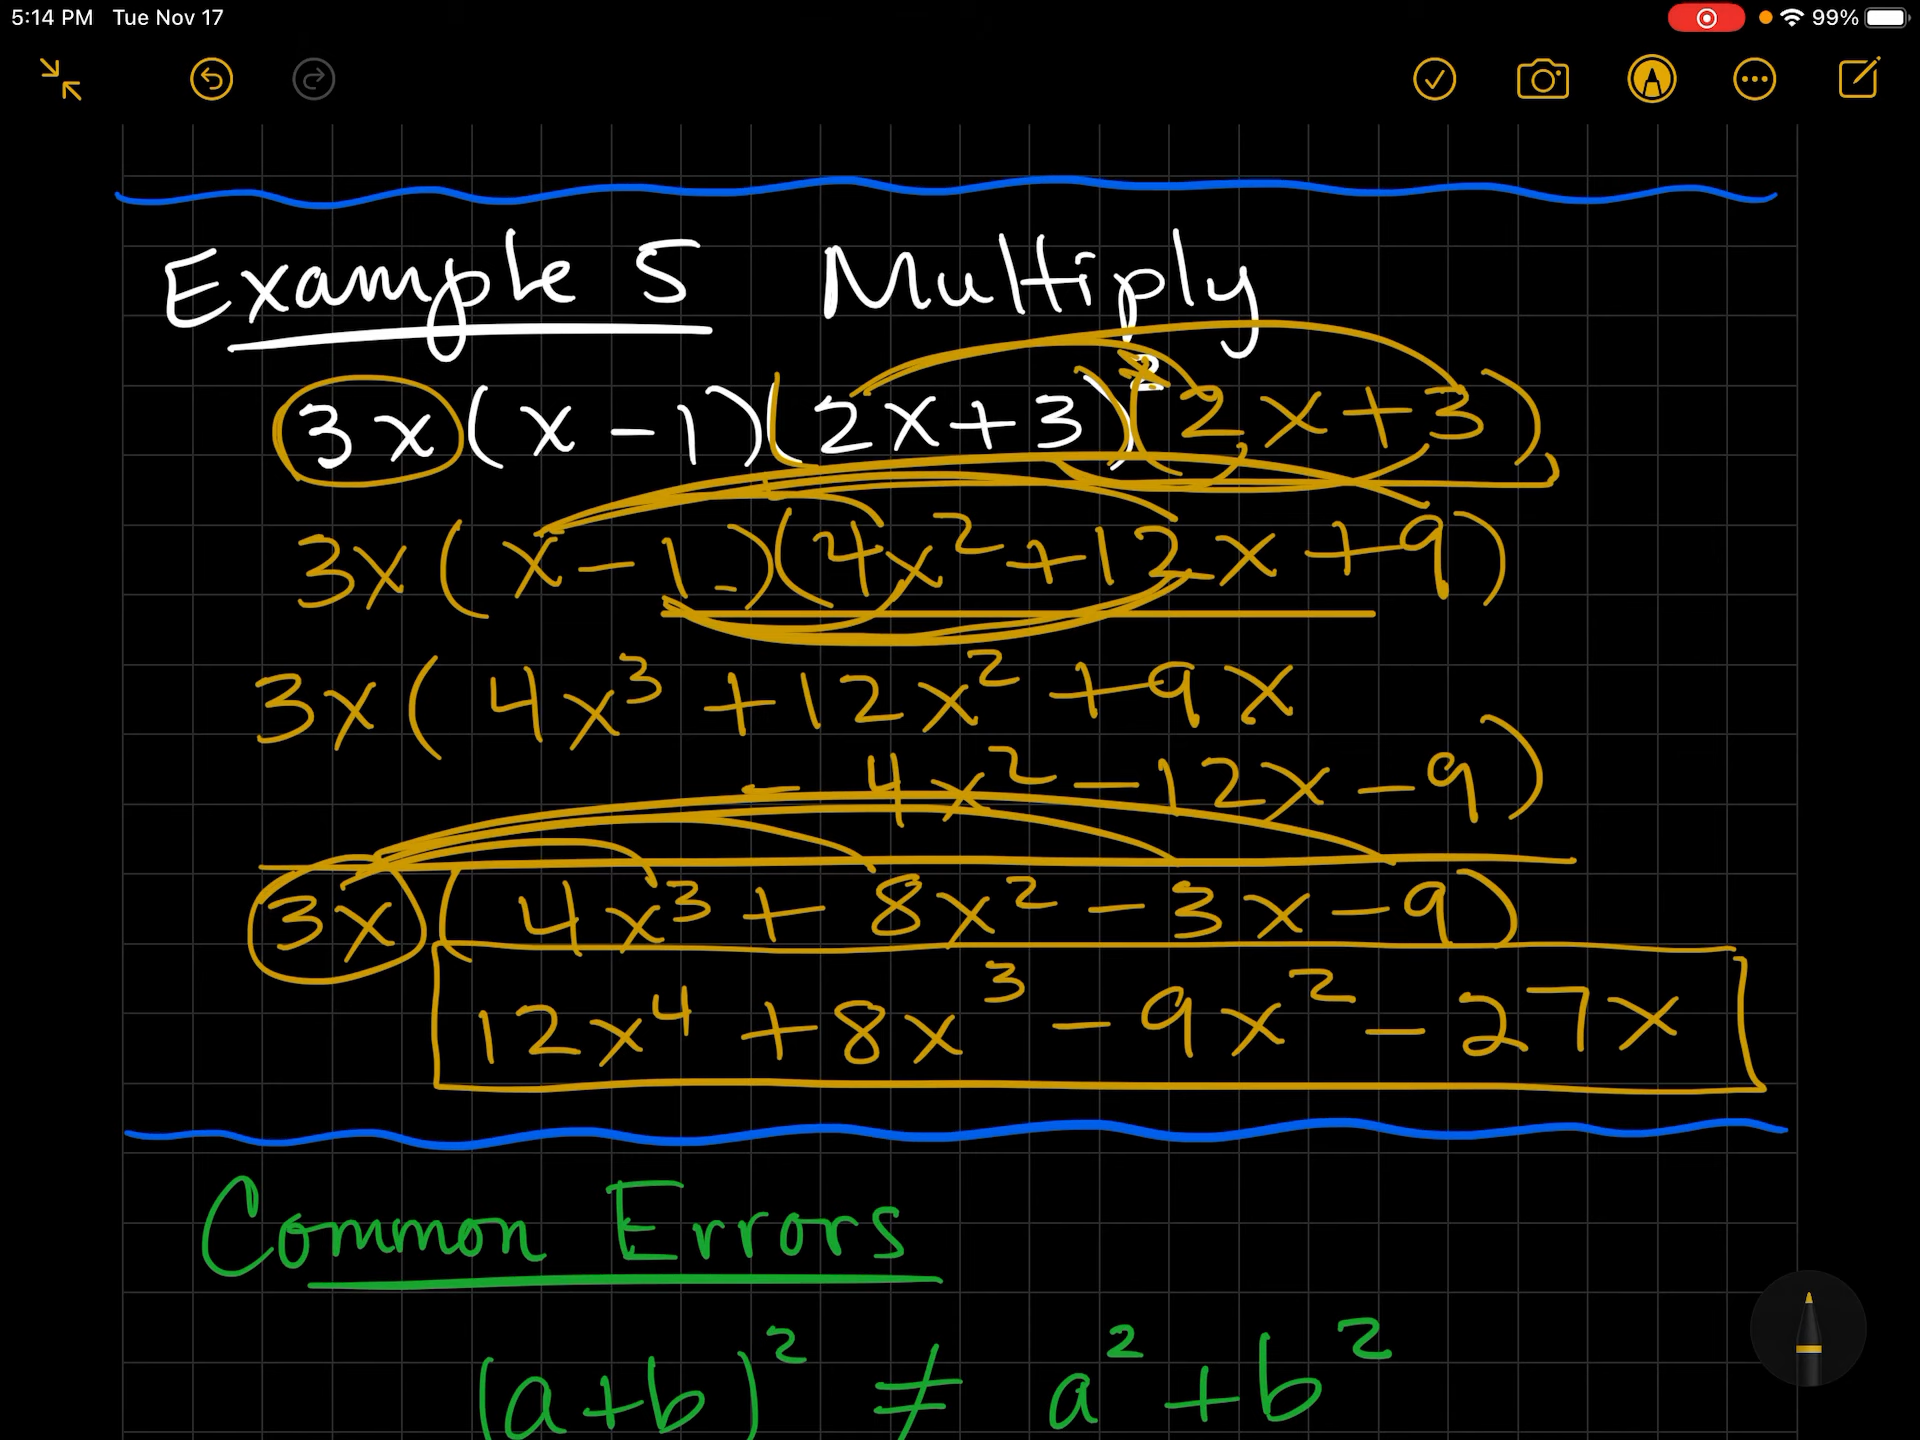 5:14 PM Tue Nov 17 99%
Example 5 Multiply
3x(x-1)(2x+3)²(2x+3)
3x(x-1)(4x²+12x+9)
3x(4x³+12x²+9x
-4x²-12x-9)
3x(4x³+8x²-3x-9)
12x⁴+8x³-9x²-27x
Common Errors
(a+b)²≠a²+b²